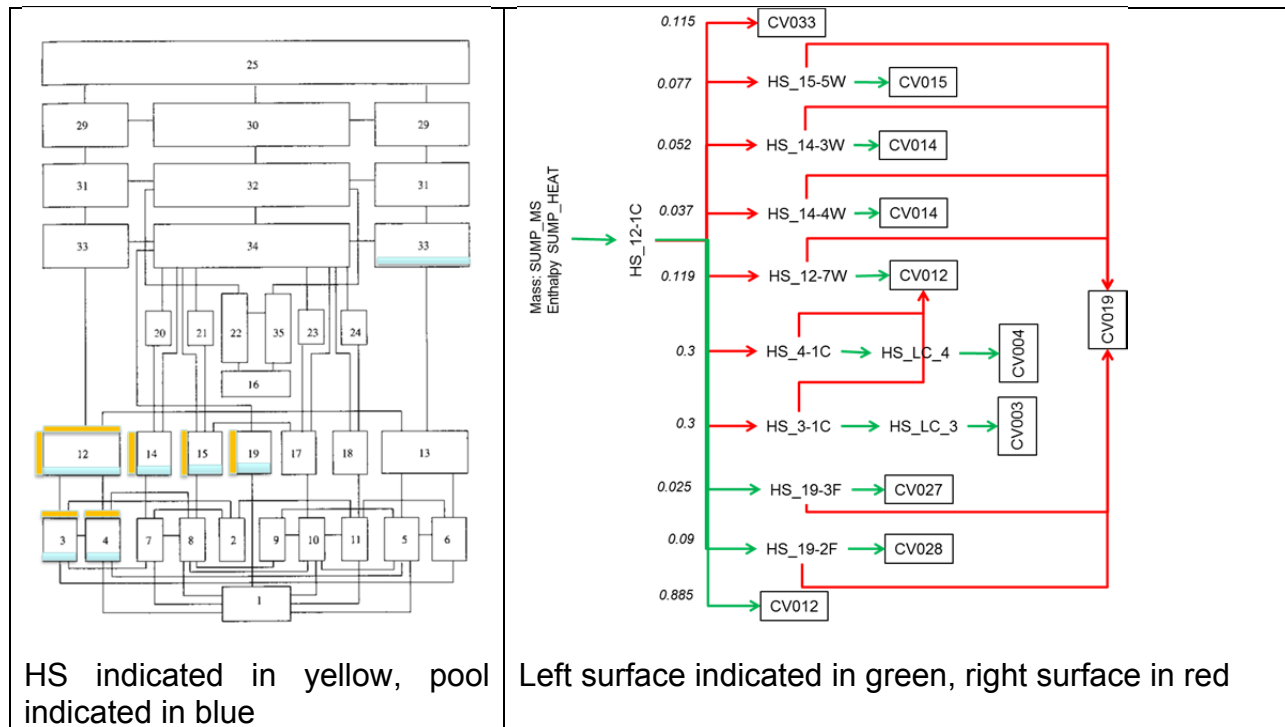 25
29 30 29
31 32 31
33 34 33
20 21 22 35 23 24
16
12 14 15 19 17 18 13
3 4 7 8 2 9 10 11 5 6
1
HS indicated in yellow, pool
indicated in blue
Mass: SUMP_MS
Enthalpy SUMP_HEAT
HS_12-1C
0.115 CV033
0.077 HS_15-5W CV015
0.052 HS_14-3W CV014
0.037 HS_14-4W CV014
0.119 HS_12-7W CV012
CV019
0.3 HS_4-1C HS_LC_4 CV004
0.3 HS_3-1C HS_LC_3 CV003
0.025 HS_19-3F CV027
0.09 HS_19-2F CV028
0.885 CV012
Left surface indicated in green, right surface in red